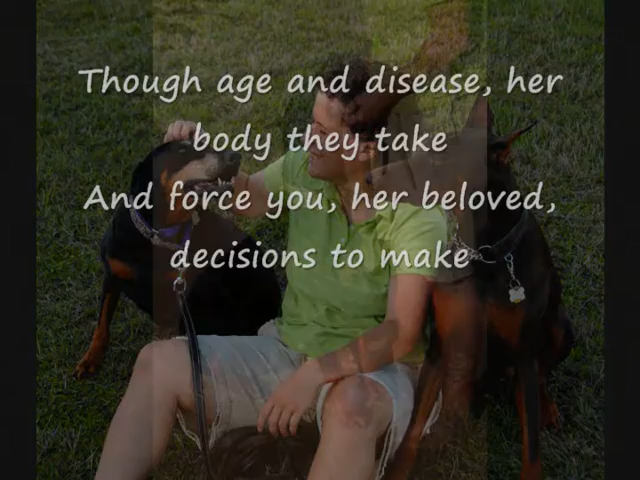 Though age and disease, her
body they take
And force you, her beloved,
decisions to make